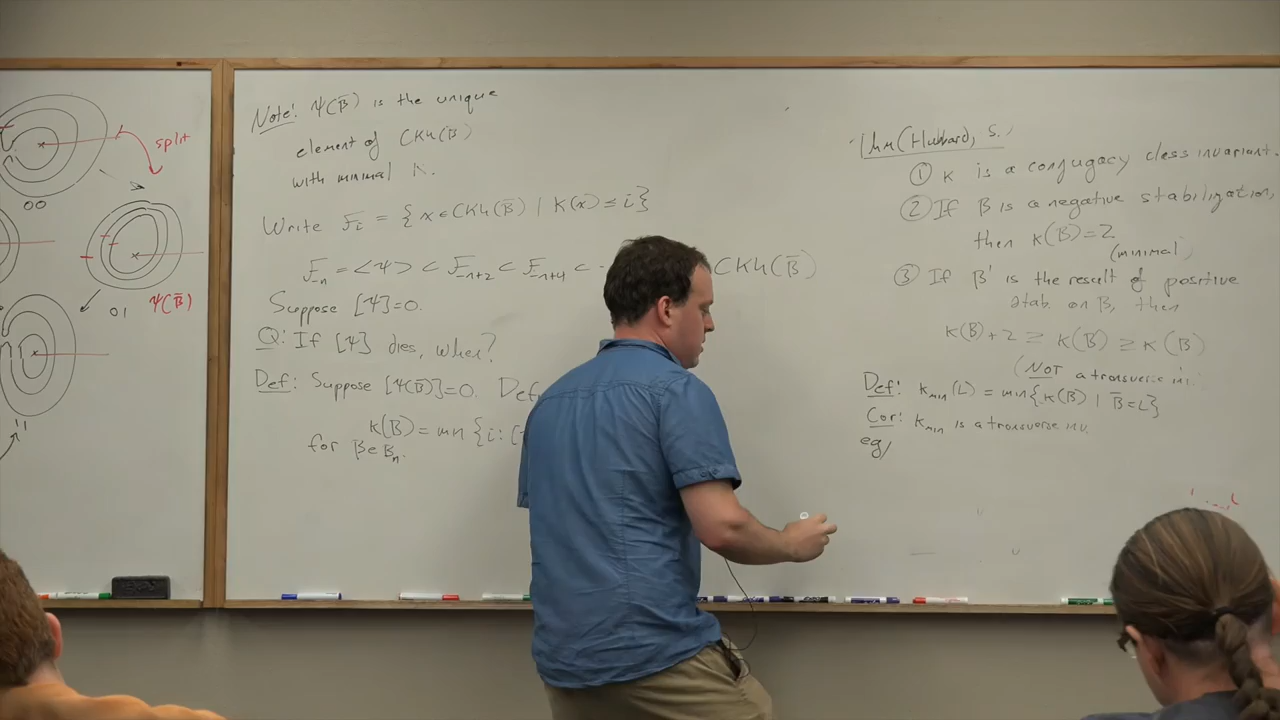 split
00
01
Ψ(B̄)
11
Note! Ψ(B̄) is the unique
element of CKh(B̄)
with minimal K.
Write F_i = { x ∈ CKh(B̄) | K(x) ≤ i }
F_-n = <Ψ> < F_-n+2 < F_-n+4 < CKh(B̄)
Suppose [Ψ]=0.
Q: If [Ψ] dies, when?
Def: Suppose [Ψ(B̄)]=0. Def
K(B) = min { i: [
for B ∈ B_n.
Thm (Hubbard, S.)
① K is a conjugacy class invariant.
② If B is a negative stabilization,
then K(B)=2
(minimal)
③ If B' is the result of positive
stab. on B, then
K(B)+2 ≥ K(B) ≥ K(B)
(NOT a transverse
Def: K_min(L) = min{ K(B) | B̄=L }
Cor: K_min is a transverse inv.
eg/